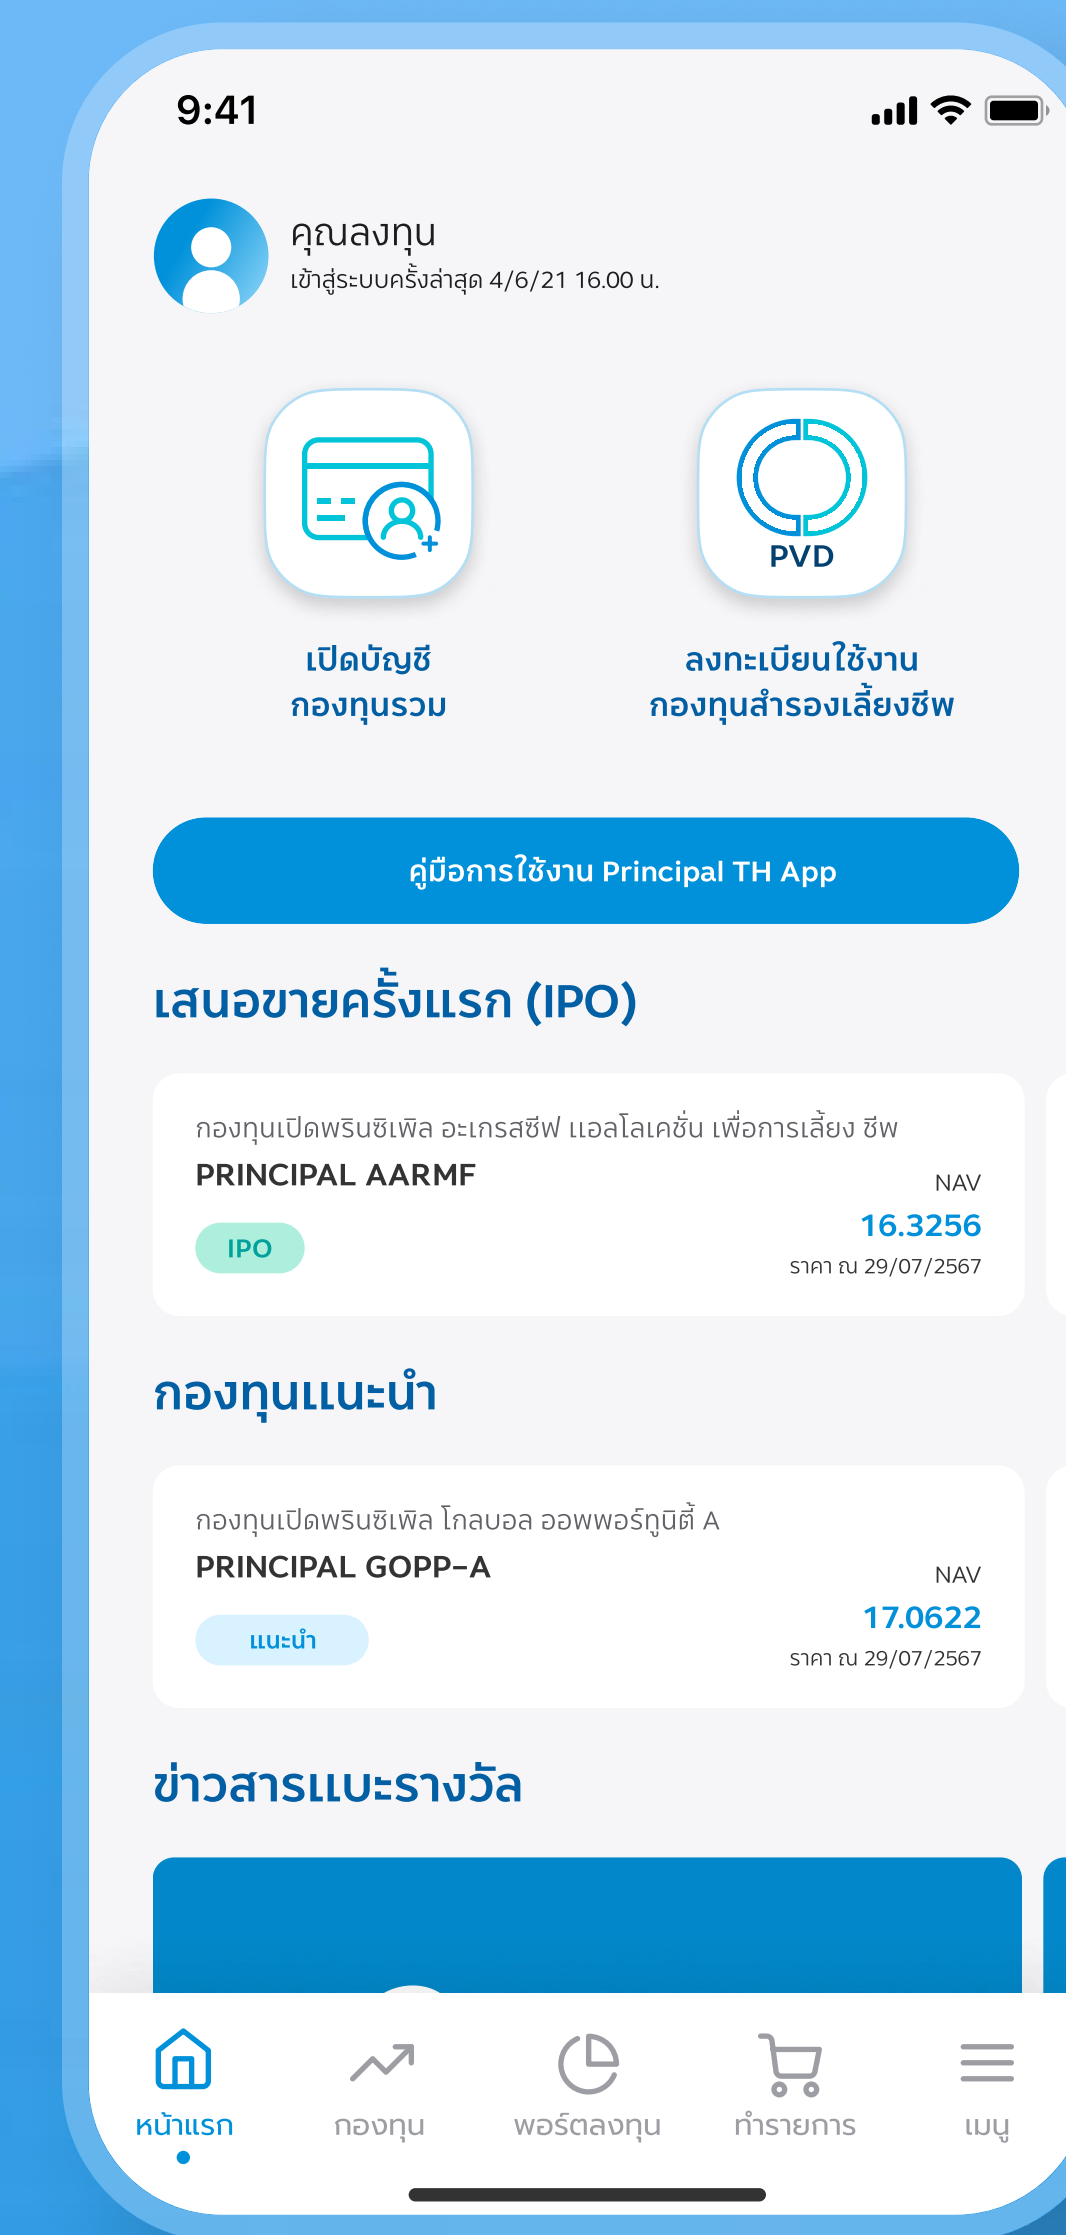 9:41
คุณลงทุน
เข้าสู่ระบบครั้งล่าสุด 4/6/21 16.00 น.
PVD
เปิดบัญชี
กองทุนรวม
ลงทะเบียนใช้งาน
กองทุนสำรองเลี้ยงชีพ
คู่มือการใช้งาน Principal TH App
เสนอขายครั้งแรก (IPO)
กองทุนเปิดพรินซิเพิล อะเกรสซีฟ แอลโลเคชั่น เพื่อการเลี้ยง ชีพ
PRINCIPAL AARMF
NAV
IPO
16.3256
ราคา ณ 29/07/2567
กองทุนแนะนำ
กองทุนเปิดพรินซิเพิล โกลบอล ออพพอร์ทูนิตี้ A
PRINCIPAL GOPP-A
NAV
แนะนำ
17.0622
ราคา ณ 29/07/2567
ข่าวสารแบะรางวัล
หน้าแรก
กองทุน
พอร์ตลงทุน
ทำรายการ
เมนู